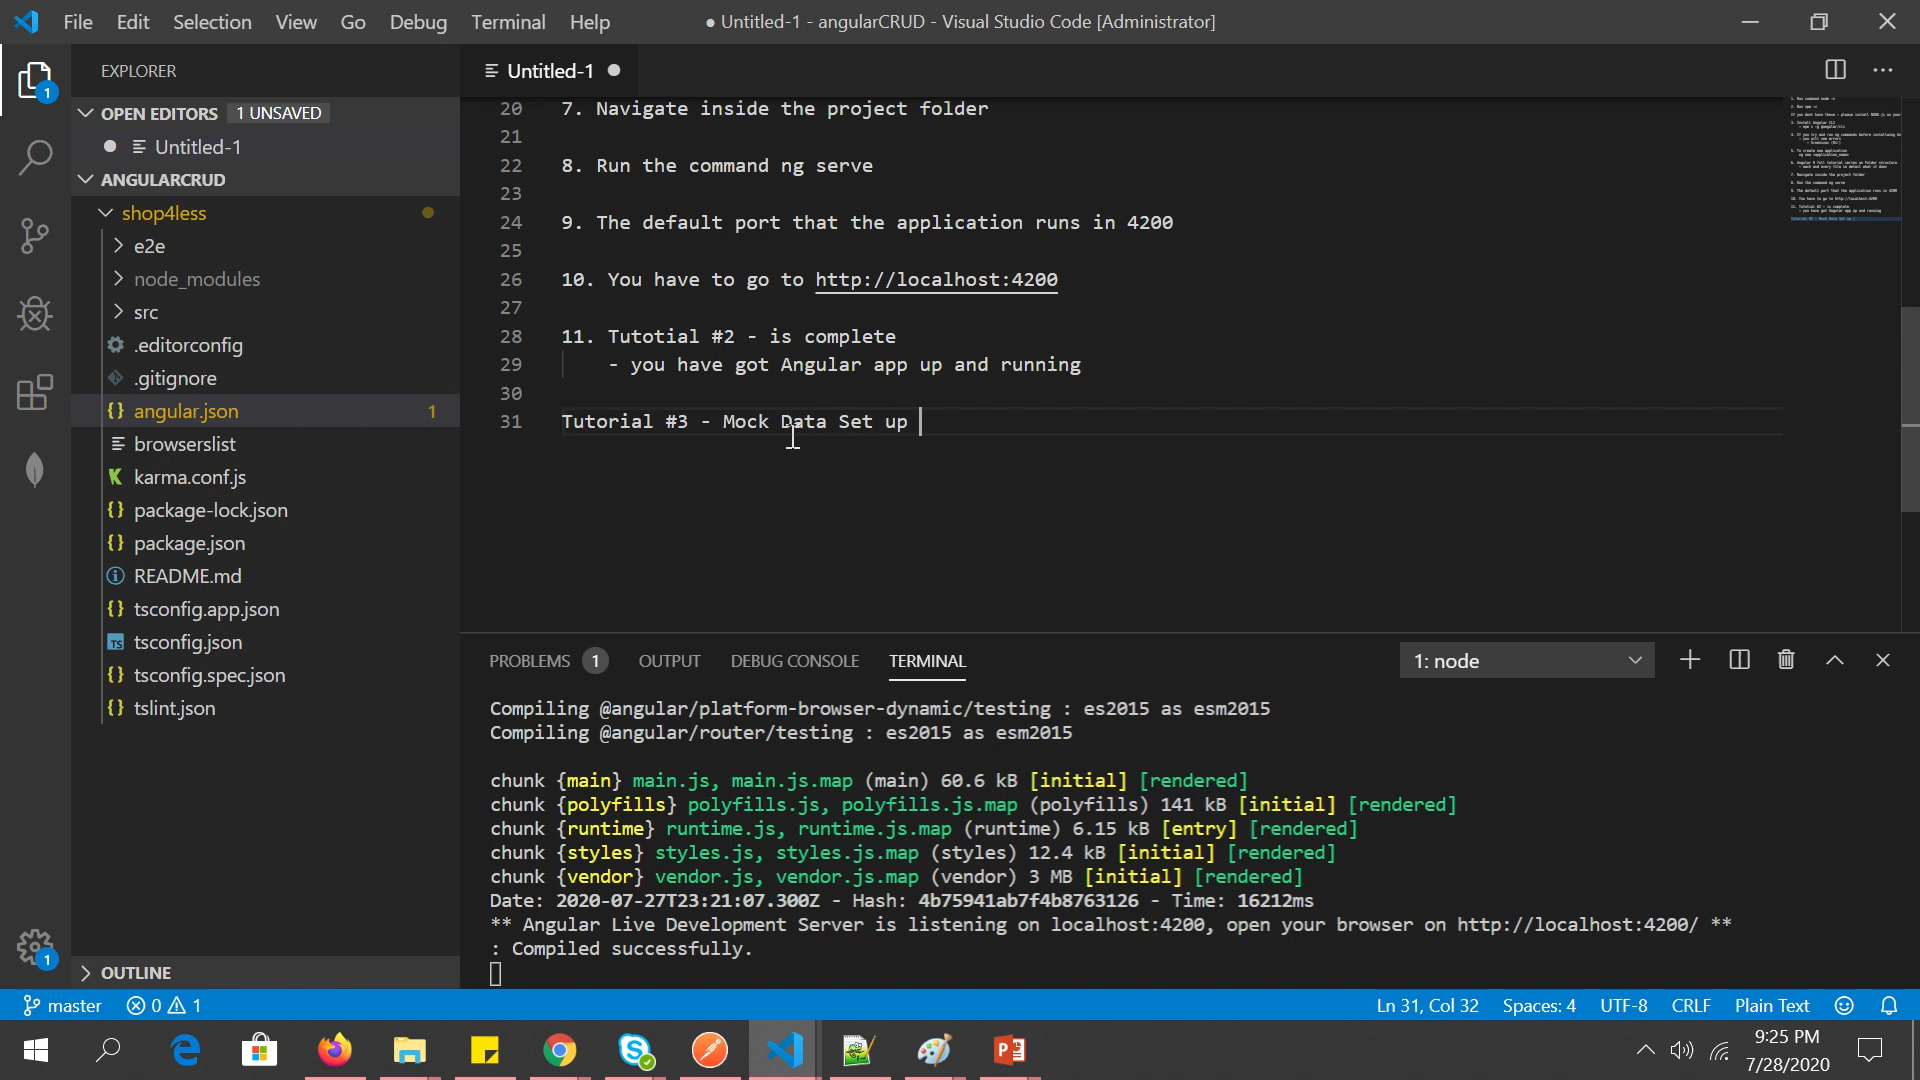 File Edit Selection View Go Debug Terminal Help
● Untitled-1 - angularCRUD - Visual Studio Code [Administrator]
EXPLORER
Untitled-1
OPEN EDITORS 1 UNSAVED
Untitled-1
ANGULARCRUD
shop4less
e2e
node_modules
src
.editorconfig
.gitignore
angular.json 1
browserslist
karma.conf.js
package-lock.json
package.json
README.md
tsconfig.app.json
tsconfig.json
tsconfig.spec.json
tslint.json
OUTLINE
20 7. Navigate inside the project folder
21
22 8. Run the command ng serve
23
24 9. The default port that the application runs in 4200
25
26 10. You have to go to http://localhost:4200
27
28 11. Tutotial #2 - is complete
29 - you have got Angular app up and running
30
31 Tutorial #3 - Mock Data Set up
PROBLEMS 1 OUTPUT DEBUG CONSOLE TERMINAL
1: node
Compiling @angular/platform-browser-dynamic/testing : es2015 as esm2015
Compiling @angular/router/testing : es2015 as esm2015
chunk {main} main.js, main.js.map (main) 60.6 kB [initial] [rendered]
chunk {polyfills} polyfills.js, polyfills.js.map (polyfills) 141 kB [initial] [rendered]
chunk {runtime} runtime.js, runtime.js.map (runtime) 6.15 kB [entry] [rendered]
chunk {styles} styles.js, styles.js.map (styles) 12.4 kB [initial] [rendered]
chunk {vendor} vendor.js, vendor.js.map (vendor) 3 MB [initial] [rendered]
Date: 2020-07-27T23:21:07.300Z - Hash: 4b75941ab7f4b8763126 - Time: 16212ms
** Angular Live Development Server is listening on localhost:4200, open your browser on http://localhost:4200/ **
: Compiled successfully.
master 0 1
Ln 31, Col 32 Spaces: 4 UTF-8 CRLF Plain Text
9:25 PM
7/28/2020